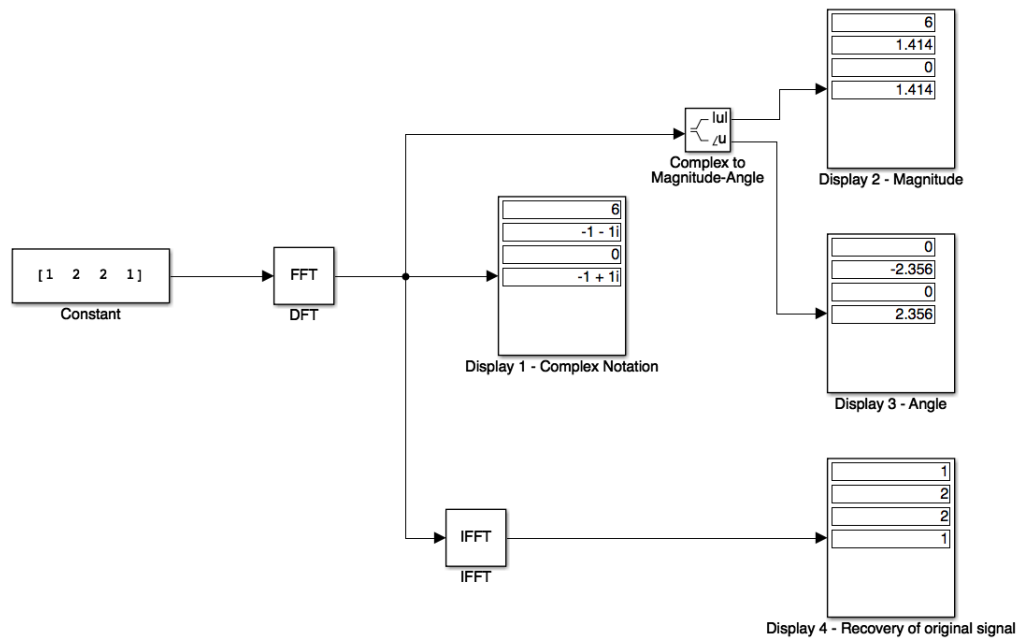 [1 2 2 1]
Constant
FFT
DFT
6
-1 - 1i
0
-1 + 1i
Display 1 - Complex Notation
|u|
∠u
Complex to
Magnitude-Angle
6
1.414
0
1.414
Display 2 - Magnitude
0
-2.356
0
2.356
Display 3 - Angle
IFFT
IFFT
1
2
2
1
Display 4 - Recovery of original signal